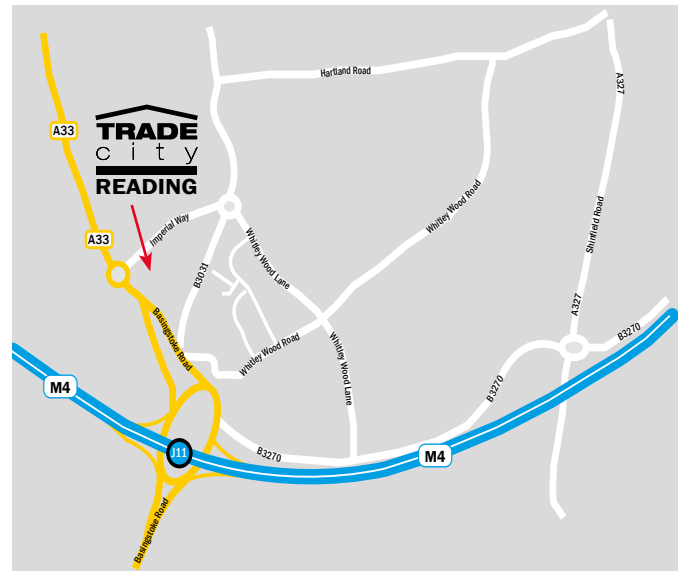 Hartland Road
A327
A33
TRADE
city
READING
Whitley Wood Road
Imperial Way
Shinfield Road
A33
Whitley Wood Lane
B3031
A327
Basingstoke Road
B3270
Whitley Wood Road
Whitley Wood Lane
M4
B3270
J11
B3270
M4
Basingstoke Road